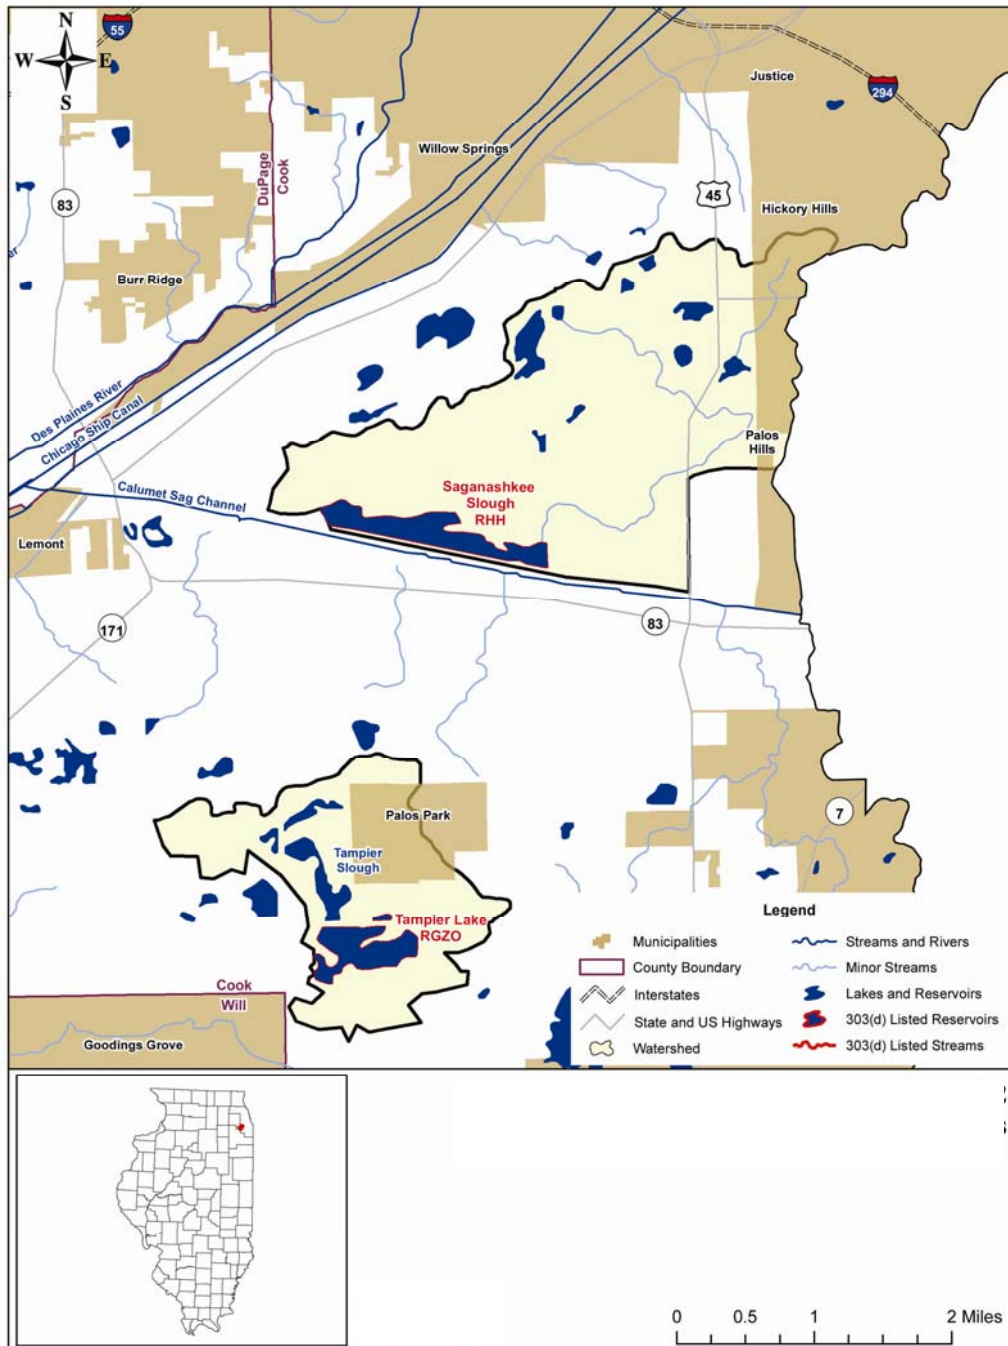 N
W E
S
55
Justice
294
Willow Springs
DuPage
Cook
83
45
Hickory Hills
Burr Ridge
Des Plaines River
Chicago Ship Canal
Palos
Hills
Calumet Sag Channel
Saganashkee
Slough
RHH
Lemont
171
83
Palos Park
7
Tampier
Slough
Tampier Lake
RGZO
Cook
Will
Goodings Grove
Legend
Municipalities
County Boundary
Interstates
State and US Highways
Watershed
Streams and Rivers
Minor Streams
Lakes and Reservoirs
303(d) Listed Reservoirs
303(d) Listed Streams
0 0.5 1 2 Miles